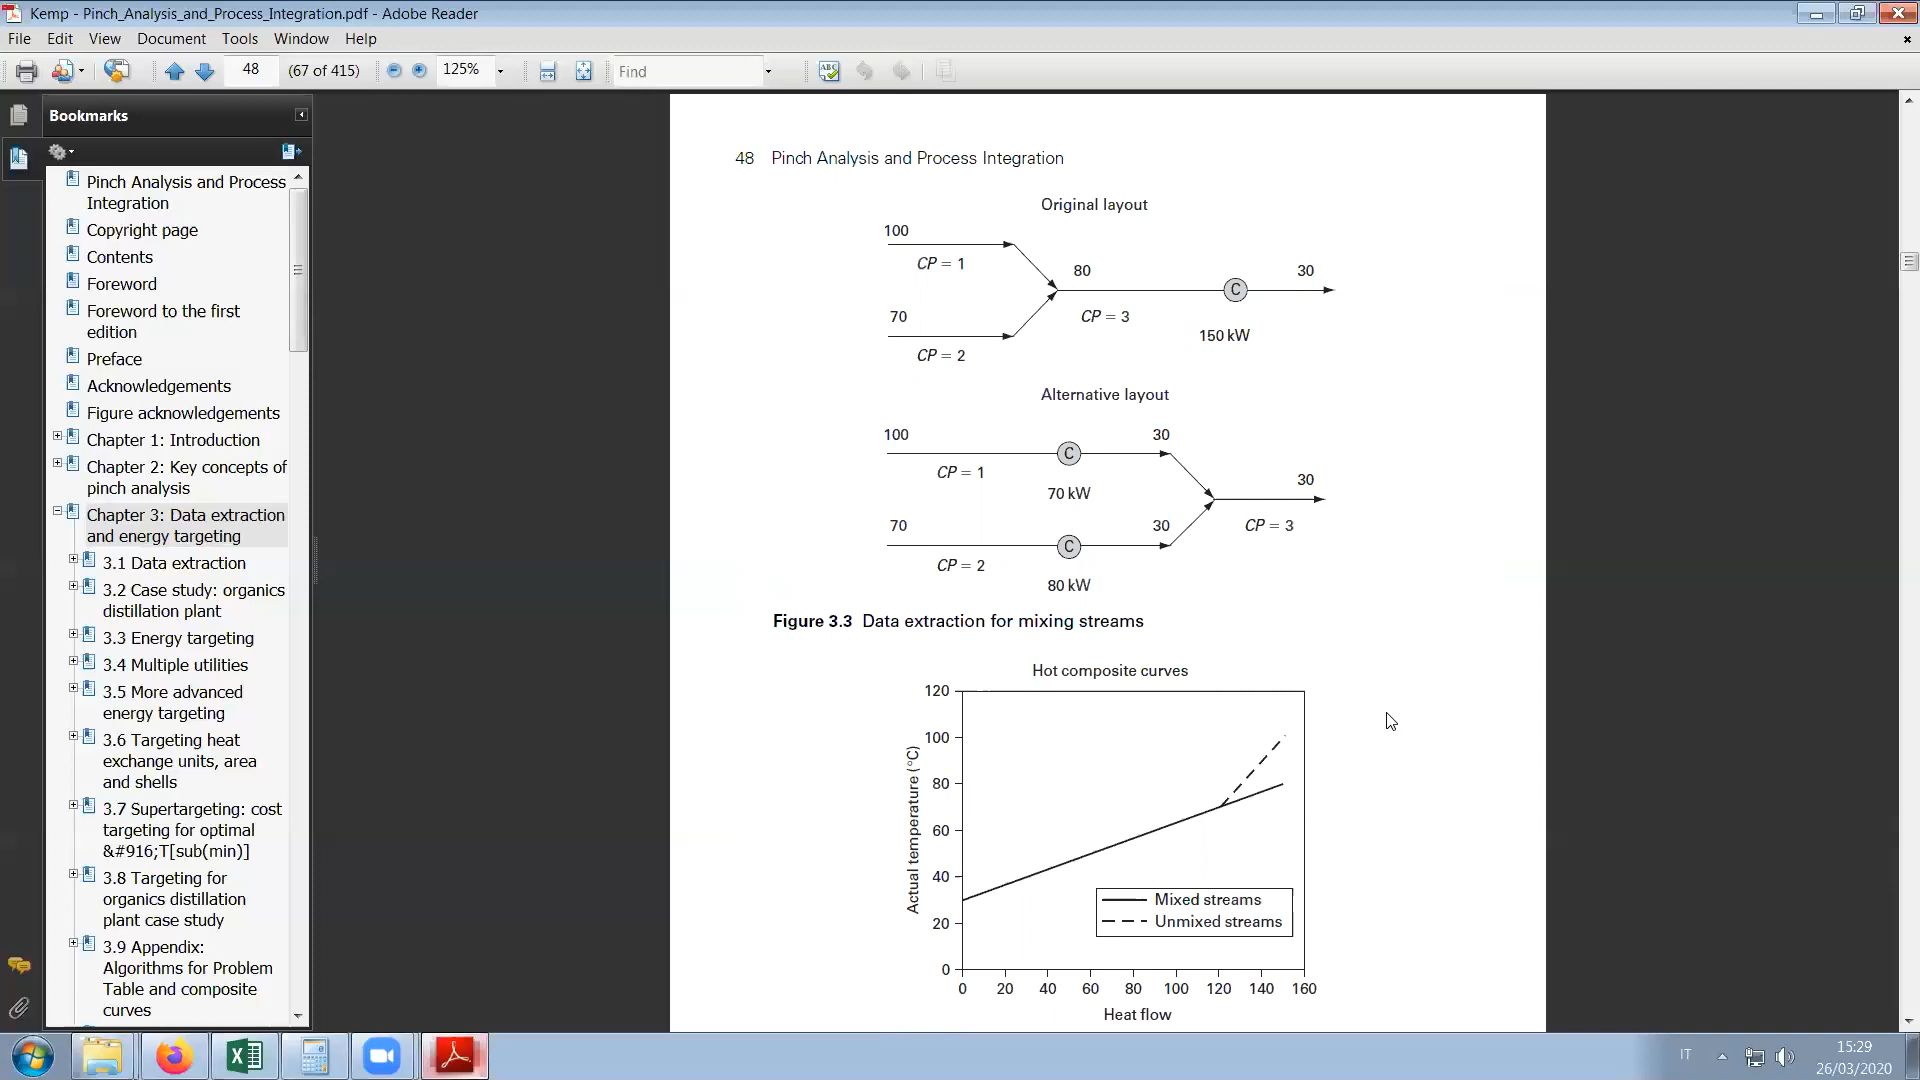 Kemp - Pinch_Analysis_and_Process_Integration.pdf - Adobe Reader
File Edit View Document Tools Window Help
48 (67 of 415) 125% Find
Bookmarks
Pinch Analysis and Process
Integration
Copyright page
Contents
Foreword
Foreword to the first
edition
Preface
Acknowledgements
Figure acknowledgements
Chapter 1: Introduction
Chapter 2: Key concepts of
pinch analysis
Chapter 3: Data extraction
and energy targeting
3.1 Data extraction
3.2 Case study: organics
distillation plant
3.3 Energy targeting
3.4 Multiple utilities
3.5 More advanced
energy targeting
3.6 Targeting heat
exchange units, area
and shells
3.7 Supertargeting: cost
targeting for optimal
&#916;T[sub(min)]
3.8 Targeting for
organics distillation
plant case study
3.9 Appendix:
Algorithms for Problem
Table and composite
curves
48 Pinch Analysis and Process Integration
Original layout
100
CP = 1
80
30
C
70
CP = 3
150 kW
CP = 2
Alternative layout
100
30
C
CP = 1
30
70 kW
70
30
CP = 3
C
CP = 2
80 kW
Figure 3.3 Data extraction for mixing streams
Hot composite curves
120
100
80
60
40
20
0
Actual temperature (°C)
Mixed streams
Unmixed streams
0 20 40 60 80 100 120 140 160
Heat flow
IT
15:29
26/03/2020